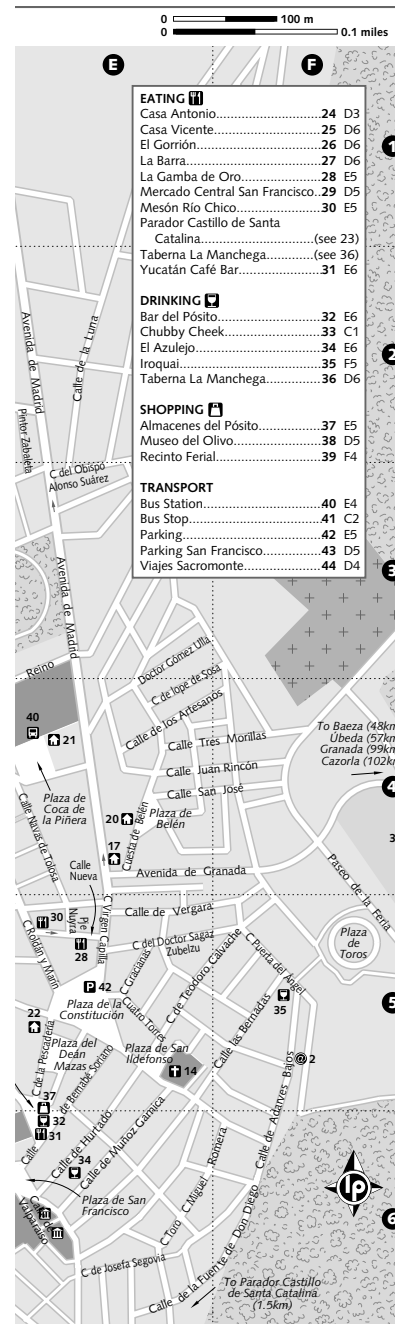 0 100 m
0 0.1 miles
E F
EATING
Casa Antonio................................24 D3
Casa Vicente................................25 D6
El Gorrión....................................26 D6
La Barra.......................................27 D6
La Gamba de Oro.........................28 E5
Mercado Central San Francisco..29 D5
Mesón Río Chico.........................30 E5
Parador Castillo de Santa
Catalina....................(see 23)
Taberna La Manchega............(see 36)
Yucatán Café Bar........................31 E6
DRINKING
Bar del Pósito..............................32 E6
Chubby Cheek.............................33 C1
El Azulejo....................................34 E6
Iroquai........................................35 F5
Taberna La Manchega.................36 D6
SHOPPING
Almacenes del Pósito..................37 E5
Museo del Olivo..........................38 D5
Recinto Ferial..............................39 F4
TRANSPORT
Bus Station..................................40 E4
Bus Stop......................................41 C2
Parking........................................42 E5
Parking San Francisco.................43 D5
Viajes Sacromonte......................44 D4
1
2
3
4
5
6
Avenida de Madrid
Calle de la Luna
Pintor Zabaleta
C del Obispo
Alonso Suárez
Avenida de Madrid
Reino
Doctor Gómez Ulla
C de lope de Sosa
Calle de los Artesanos
Calle Tres Morillas
Calle Juan Rincón
Calle San José
To Baeza (48km
Úbeda (57km
Granada (99km
Cazorla (102km
40
21
Plaza de
Coca de
la Piñera
20
Plaza de
Belén
Cuesta de Belén
17
Calle Navas de Tolosa
Calle
Nueva
Avenida de Granada
3
Paseo de la Feria
30
Pje
Nurra
C Virgen Capilla
Calle de Vergara
28
C Roldán y Marín
C del Doctor Sagaz
Zubelzu
Plaza
de
Toros
P 42
C Gracianas
C de Teodoro Calvache
C Puerta del Ángel
35
Plaza de la
Constitución
Cuatro Torres
22
Plaza del
Deán
Mazas
C de la Pescadería
Plaza de San
Ildefonso
14
Calle las Bernadas
@ 2
37
32
31
Calle de Bernabé Soriano
Calle de Hurtado
34
Calle de Muñoz Garnica
Plaza de San
Francisco
Calle de
Valparaíso
C Toro
C Miguel Romera
Calle de Adarves Bajos
C de Josefa Segovia
Calle de la Fuente de Don Diego
To Parador Castillo
de Santa Catalina
(1.5km)
lp